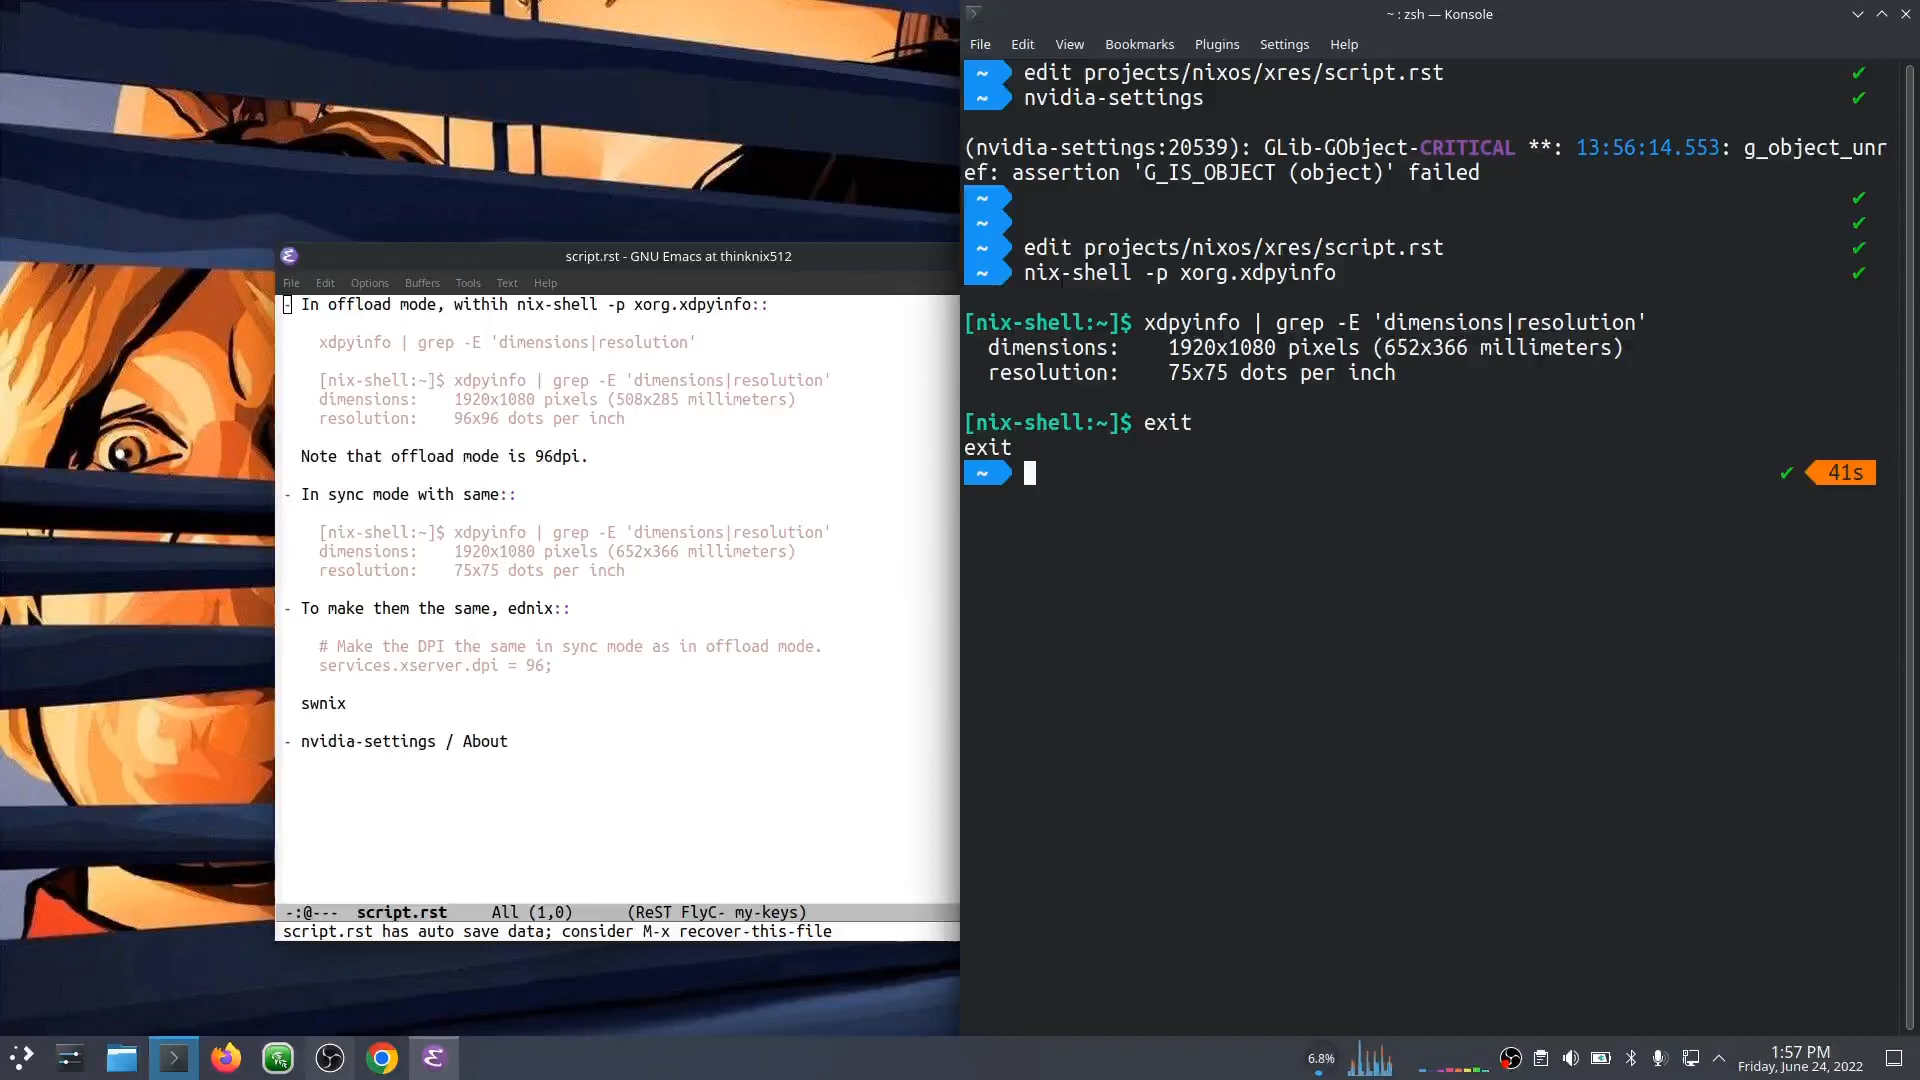 script.rst - GNU Emacs at thinknix512
File Edit Options Buffers Tools Text Help
- In offload mode, withih nix-shell -p xorg.xdpyinfo::
xdpyinfo | grep -E 'dimensions|resolution'
[nix-shell:~]$ xdpyinfo | grep -E 'dimensions|resolution'
dimensions:    1920x1080 pixels (508x285 millimeters)
resolution:    96x96 dots per inch
Note that offload mode is 96dpi.
- In sync mode with same::
[nix-shell:~]$ xdpyinfo | grep -E 'dimensions|resolution'
dimensions:    1920x1080 pixels (652x366 millimeters)
resolution:    75x75 dots per inch
- To make them the same, ednix::
# Make the DPI the same in sync mode as in offload mode.
services.xserver.dpi = 96;
swnix
- nvidia-settings / About
-:@---  script.rst     All (1,0)      (ReST FlyC- my-keys)
script.rst has auto save data; consider M-x recover-this-file
~ : zsh — Konsole
File Edit View Bookmarks Plugins Settings Help
~ edit projects/nixos/xres/script.rst ✔
~ nvidia-settings ✔
(nvidia-settings:20539): GLib-GObject-CRITICAL **: 13:56:14.553: g_object_unr
ef: assertion 'G_IS_OBJECT (object)' failed
~ ✔
~ ✔
~ edit projects/nixos/xres/script.rst ✔
~ nix-shell -p xorg.xdpyinfo ✔
[nix-shell:~]$ xdpyinfo | grep -E 'dimensions|resolution'
dimensions:    1920x1080 pixels (652x366 millimeters)
resolution:    75x75 dots per inch
[nix-shell:~]$ exit
exit
~ ✔ 41s
6.8%
1:57 PM
Friday, June 24, 2022